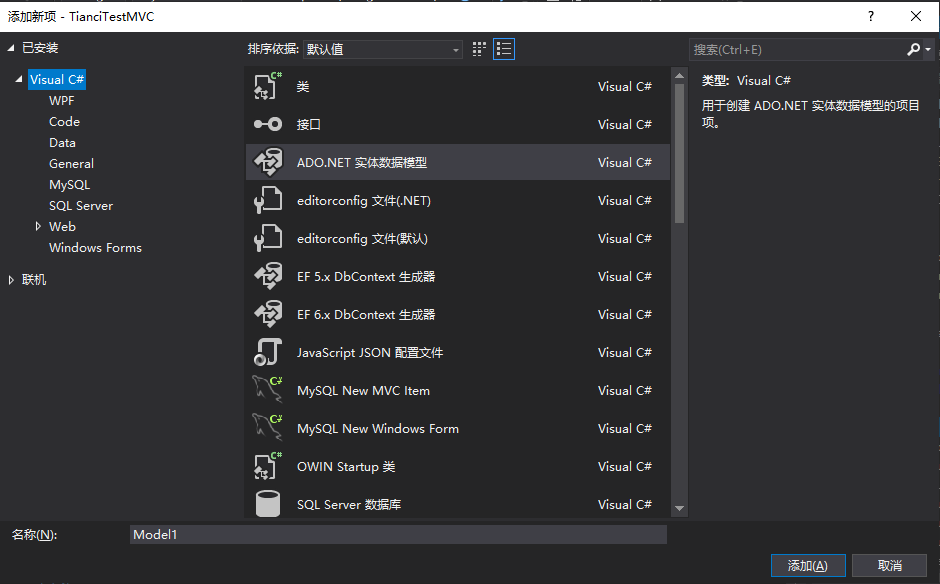 添加新项 - TianciTestMVC
?
已安装
Visual C#
WPF
Code
Data
General
MySQL
SQL Server
Web
Windows Forms
联机
排序依据: 默认值
类 Visual C#
接口 Visual C#
ADO.NET 实体数据模型 Visual C#
editorconfig 文件(.NET) Visual C#
editorconfig 文件(默认) Visual C#
EF 5.x DbContext 生成器 Visual C#
EF 6.x DbContext 生成器 Visual C#
JavaScript JSON 配置文件 Visual C#
MySQL New MVC Item Visual C#
MySQL New Windows Form Visual C#
OWIN Startup 类 Visual C#
SQL Server 数据库 Visual C#
搜索(Ctrl+E)
类型: Visual C#
用于创建 ADO.NET 实体数据模型的项目
项。
名称(N): Model1
添加(A) 取消